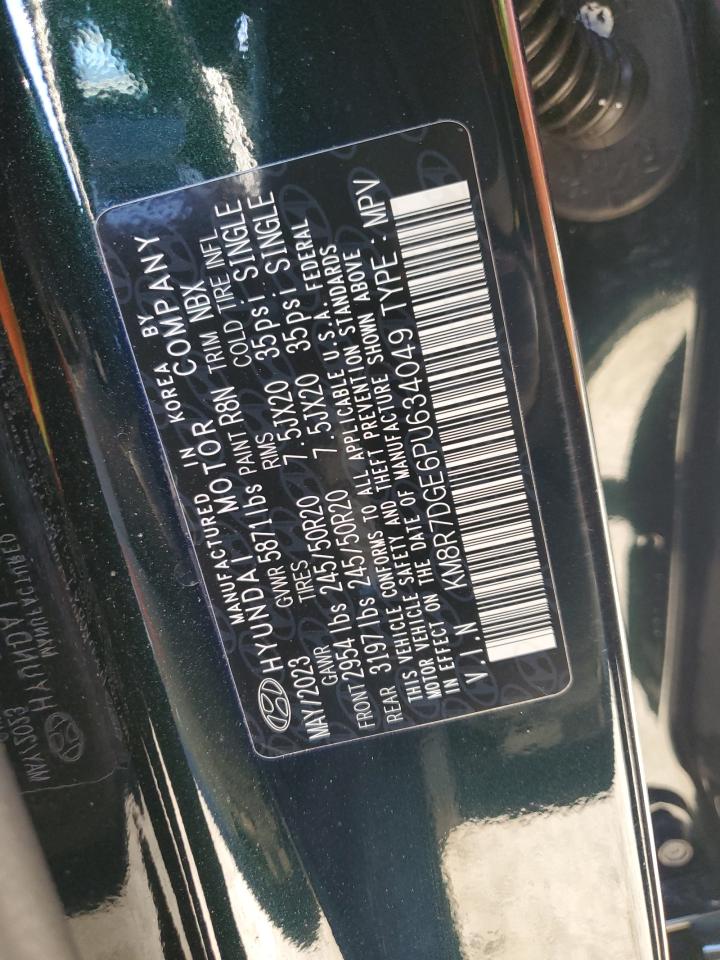 MANUFACTURED IN KOREA BY
HYUNDAI MOTOR COMPANY
MAY/2023 GVWR 5871 lbs PAINT R8N TRIM NBX
GAWR TIRES RIMS COLD TIRE INFL
FRONT 2954 lbs 245/50R20 7.5JX20 35psi SINGLE
REAR 3197 lbs 245/50R20 7.5JX20 35psi SINGLE
THIS VEHICLE CONFORMS TO ALL APPLICABLE U.S.A. FEDERAL
MOTOR VEHICLE SAFETY AND THEFT PREVENTION STANDARDS
IN EFFECT ON THE DATE OF MANUFACTURE SHOWN ABOVE
V.I.N KM8R7DGE6PU634049 TYPE : MPV